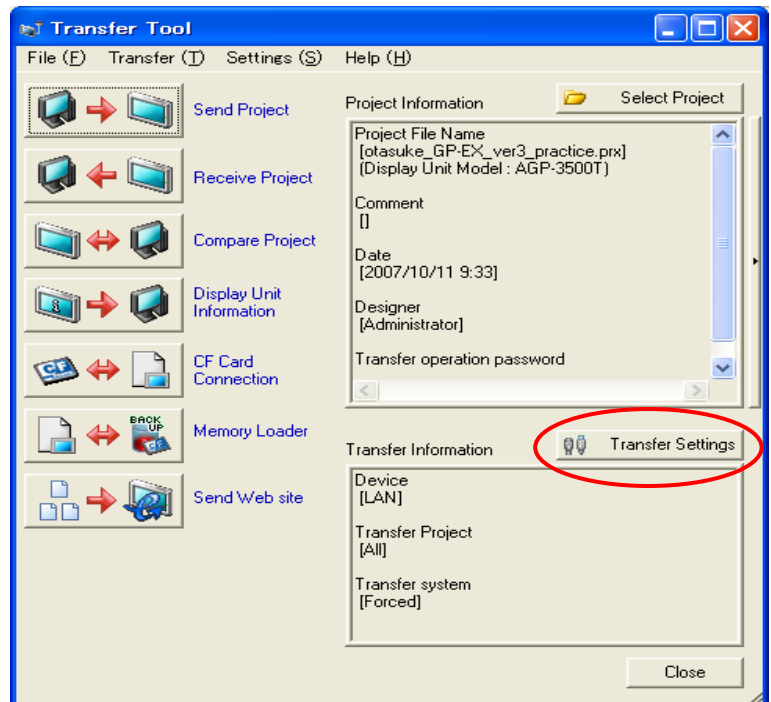 Transfer Tool
File (F) Transfer (T) Settings (S) Help (H)
Send Project
Receive Project
Compare Project
Display Unit
Information
CF Card
Connection
Memory Loader
Send Web site
Project Information
Select Project
Project File Name
[otasuke_GP-EX_ver3_practice.prx]
(Display Unit Model : AGP-3500T)
Comment
[]
Date
[2007/10/11 9:33]
Designer
[Administrator]
Transfer operation password
Transfer Information
Transfer Settings
Device
[LAN]
Transfer Project
[All]
Transfer system
[Forced]
Close
CF
BACK
UP
CF